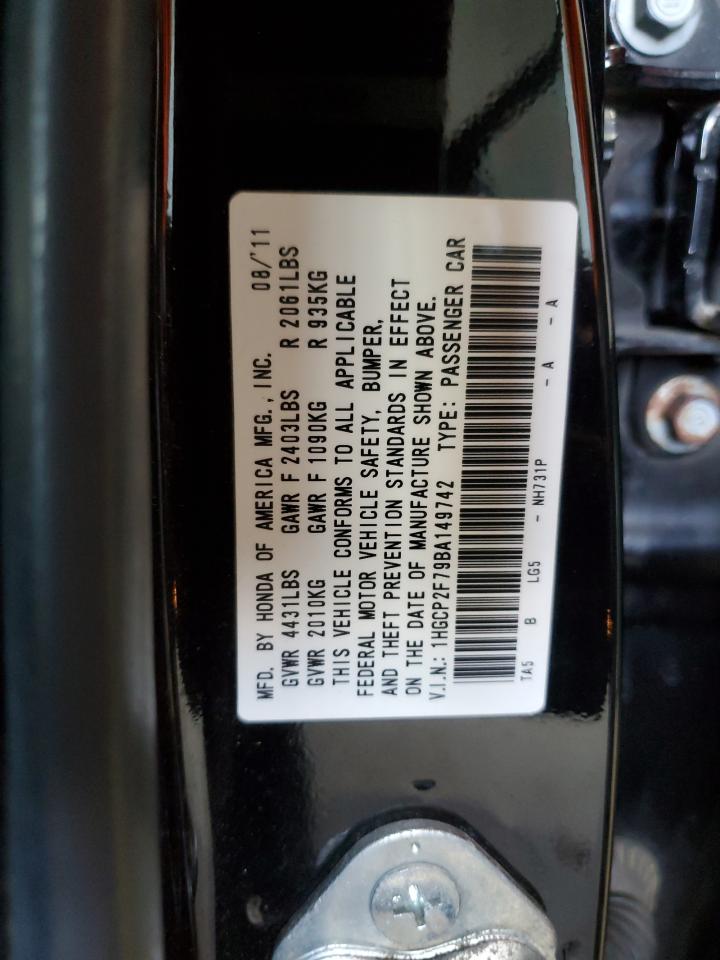 MFD. BY HONDA OF AMERICA MFG., INC. 08/'11
GVWR 4431LBS GAWR F 2403LBS R 2061LBS
GVWR 2010KG GAWR F 1090KG R 935KG
THIS VEHICLE CONFORMS TO ALL APPLICABLE
FEDERAL MOTOR VEHICLE SAFETY, BUMPER,
AND THEFT PREVENTION STANDARDS IN EFFECT
ON THE DATE OF MANUFACTURE SHOWN ABOVE.
V.I.N.: 1HGCP2F79BA149742 TYPE: PASSENGER CAR
TA5 B LG5 - NH731P - A - A